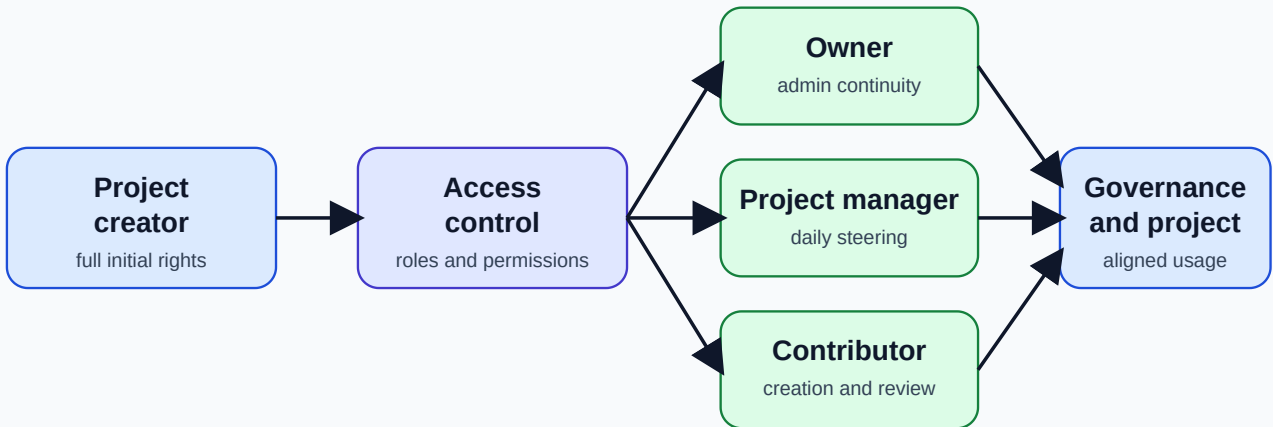 Project
creator
full initial rights
Access
control
roles and permissions
Owner
admin continuity
Project manager
daily steering
Contributor
creation and review
Governance
and project
aligned usage